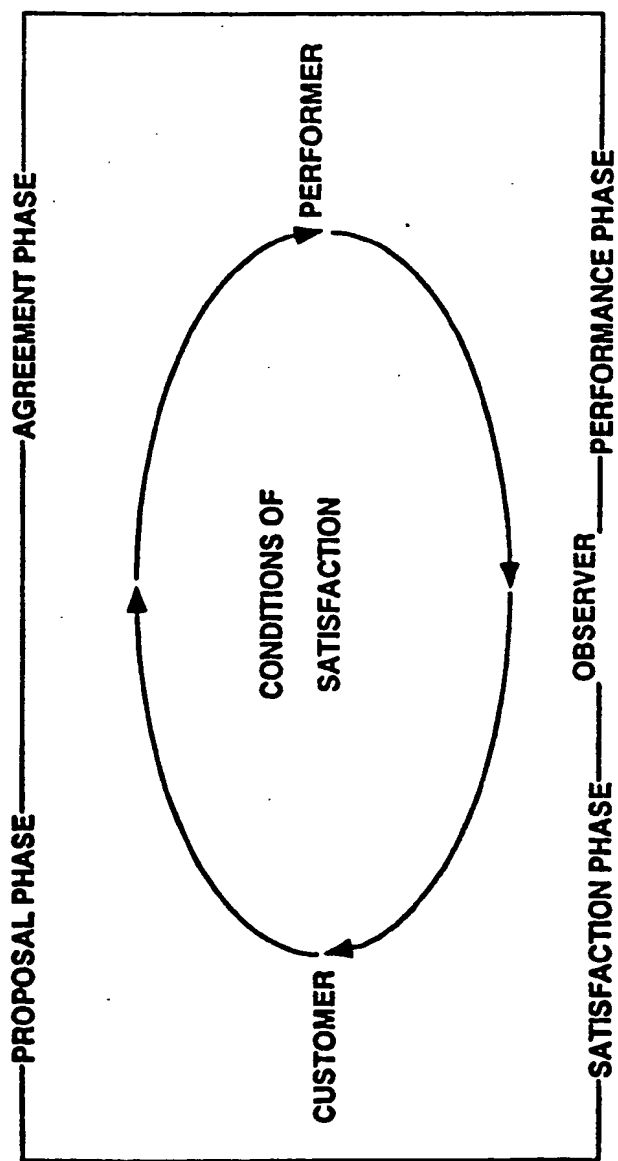 PROPOSAL PHASE
AGREEMENT PHASE
CUSTOMER
CONDITIONS OF
SATISFACTION
PERFORMER
SATISFACTION PHASE
OBSERVER
PERFORMANCE PHASE